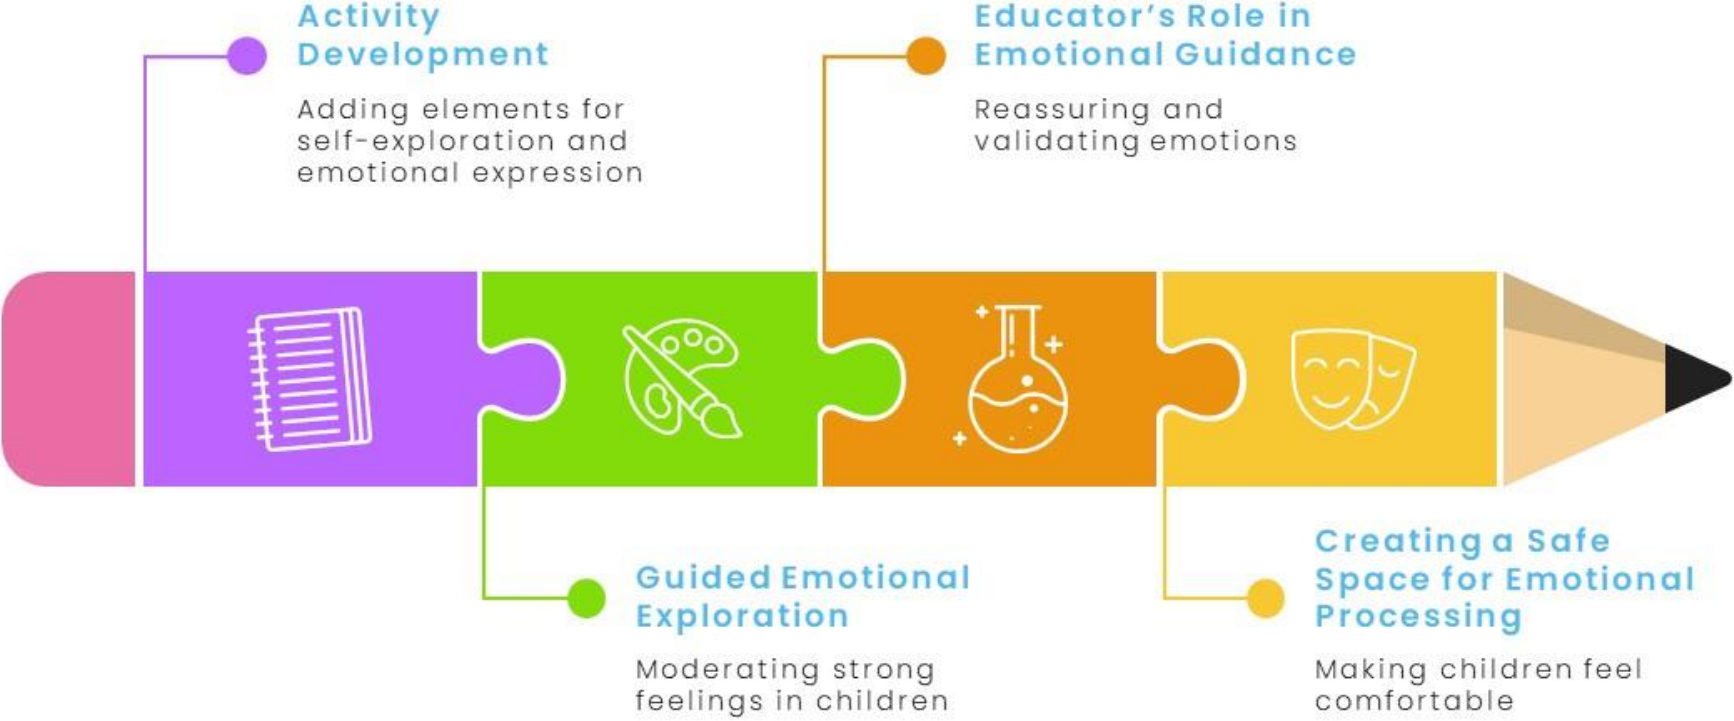 Activity
Development
Adding elements for
self-exploration and
emotional expression
Educator's Role in
Emotional Guidance
Reassuring and
validating emotions
Guided Emotional
Exploration
Moderating strong
feelings in children
Creating a Safe
Space for Emotional
Processing
Making children feel
comfortable